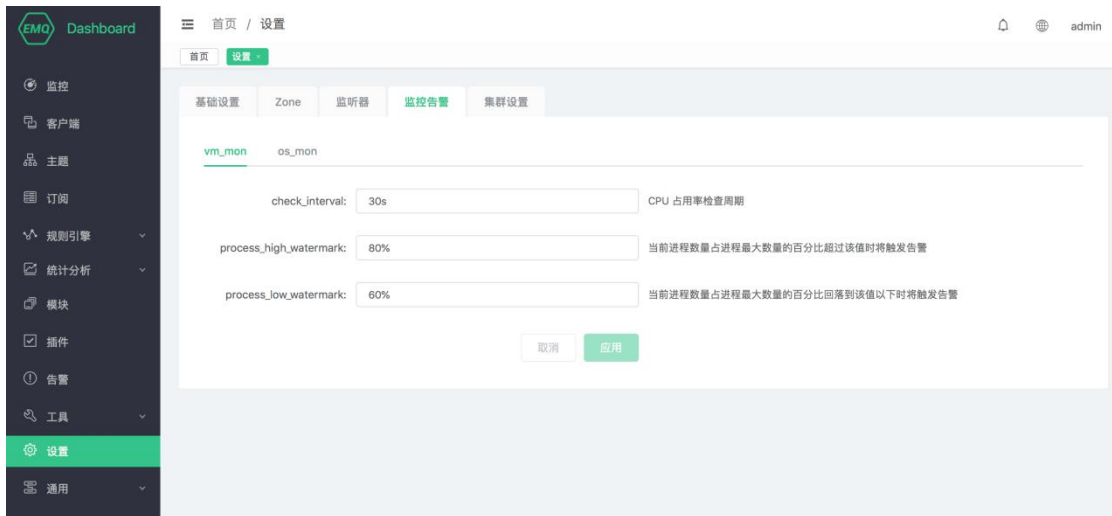 EMQ Dashboard
首页 / 设置
admin
首页 设置 ×
监控
客户端
主题
订阅
规则引擎
统计分析
模块
插件
告警
工具
设置
通用
基础设置 Zone 监听器 监控告警 集群设置
vm_mon os_mon
check_interval: 30s CPU 占用率检查周期
process_high_watermark: 80% 当前进程数量占进程最大数量的百分比超过该值时将触发告警
process_low_watermark: 60% 当前进程数量占进程最大数量的百分比回落到该值以下时将触发告警
取消 应用